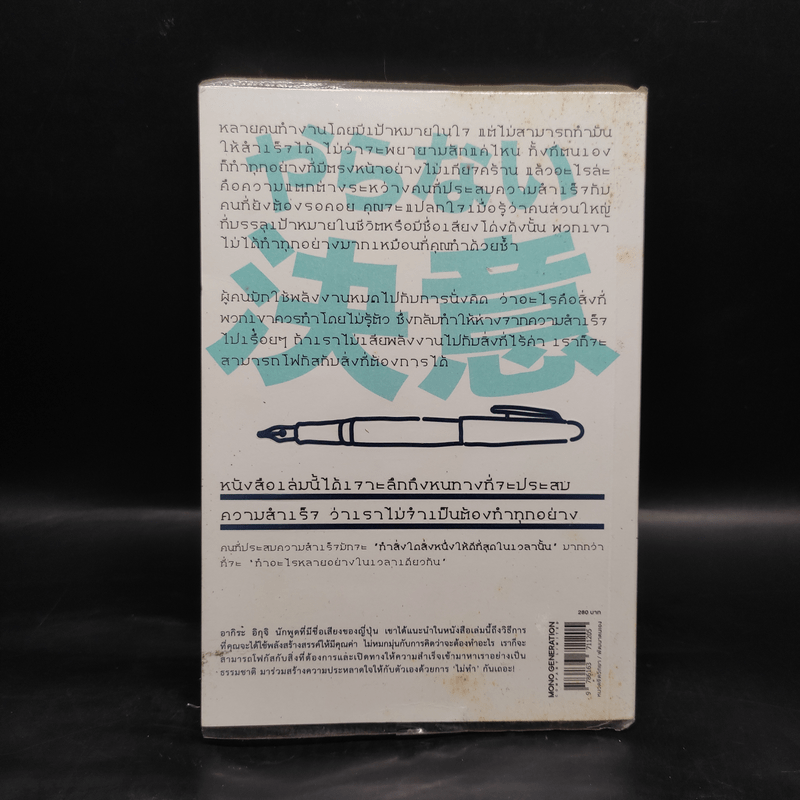 หลายคนทำงานโดยมีเป้าหมายในใจ แต่ไม่สามารถทำมัน
ให้สำเร็จได้ ไม่ว่าจะพยายามสักแค่ไหน ทั้งที่ตนเอง
ก็ทำทุกอย่างที่มีตรงหน้าอย่างไม่เกียจคร้าน แล้วอะไรล่ะ
คือความแตกต่างระหว่างคนที่ประสบความสำเร็จกับ
คนที่ยังต้องรอคอย คุณจะแปลกใจเมื่อรู้ว่าคนส่วนใหญ่
ที่บรรลุเป้าหมายในชีวิตหรือมีชื่อเสียงโด่งดังนั้น พวกเขา
ไม่ได้ทำทุกอย่างมากเหมือนที่คุณทำด้วยซ้ำ
やらない
決意
ผู้คนมักใช้พลังงานหมดไปกับการนั่งคิด ว่าอะไรคือสิ่งที่
พวกเขาควรทำโดยไม่รู้ตัว ซึ่งกลับทำให้ห่างจากความสำเร็จ
ไปเรื่อยๆ ถ้าเราไม่เสียพลังงานไปกับสิ่งที่ไร้ค่า เราก็จะ
สามารถโฟกัสกับสิ่งที่ต้องการได้
หนังสือเล่มนี้ได้เจาะลึกถึงหนทางที่จะประสบ
ความสำเร็จ ว่าเราไม่จำเป็นต้องทำทุกอย่าง
คนที่ประสบความสำเร็จมักจะ 'ทำสิ่งใดสิ่งหนึ่งให้ดีที่สุดในเวลานั้น' มากกว่า
ที่จะ 'ทำอะไรหลายอย่างในเวลาเดียวกัน'
อากิระ อิกุจิ นักพูดที่มีชื่อเสียงของญี่ปุ่น เขาได้แนะนำในหนังสือเล่มนี้ถึงวิธีการ
ที่คุณจะได้ใช้พลังสร้างสรรค์ให้มีคุณค่า ไม่หมกมุ่นกับการคิดว่าจะต้องทำอะไร เราก็จะ
สามารถโฟกัสกับสิ่งที่ต้องการและเปิดทางให้ความสำเร็จเข้ามาหาเราอย่างเป็น
ธรรมชาติ มาร่วมสร้างความประหลาดใจให้กับตัวเองด้วยการ 'ไม่ทำ' กันเถอะ!
280 บาท
MONO GENERATION
9 786163 711205
หมวดจิตวิทยา / พัฒนาตนเอง